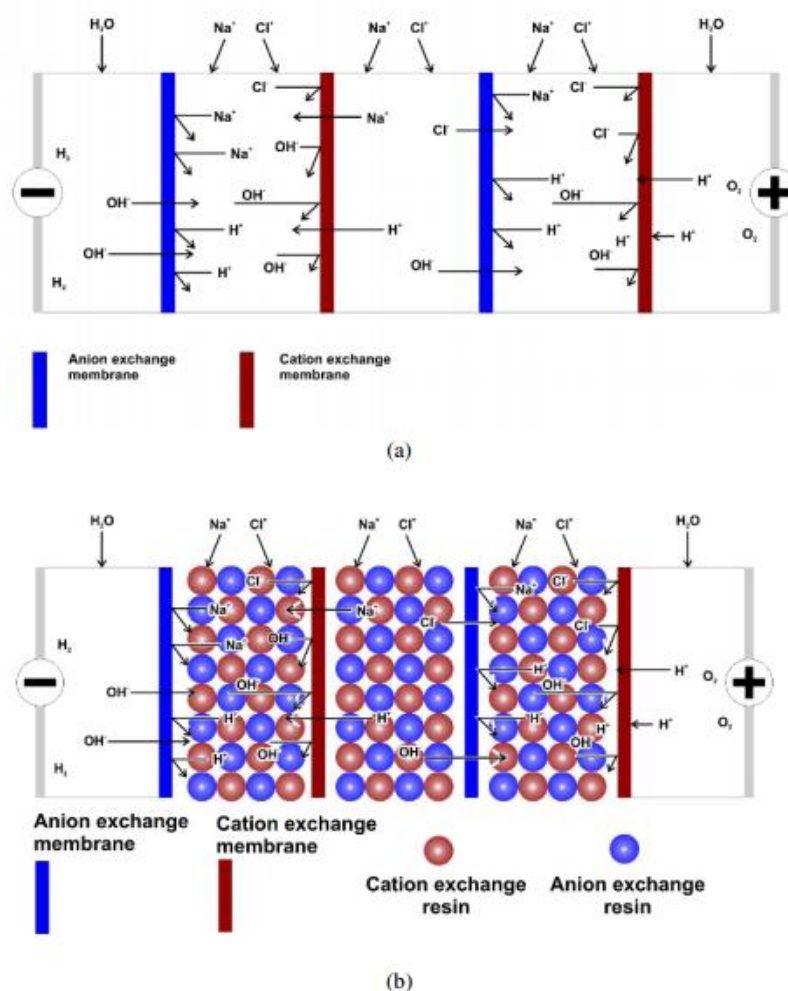 H₂O Na⁺ Cl⁺ Na⁺ Cl⁺ Na⁺ Cl⁺ H₂O
Cl⁻ Na⁺ Cl⁻
Na⁺ Na⁺ Cl⁻ Cl⁻
H₂ Na⁺ OH⁻
H⁺ H⁺ O₂
− OH⁻ OH⁻ OH⁻ +
H⁺ H⁺ H⁺ H⁺ H⁺ O₂
OH⁻ OH⁻ OH⁻ OH⁻
H₂ H⁺
Anion exchange
membrane
Cation exchange
membrane
(a)
H₂O Na⁺ Cl⁺ Na⁺ Cl⁺ Na⁺ Cl⁺ H₂O
Cl⁻ Na⁺ Cl⁻
Na⁺ Na⁺ Cl Cl
H₂ Na⁺ OH
H⁺ H⁺ O₂
− OH⁻ OH⁻ OH⁻ +
H⁺ H⁺ H⁺ H⁺ H⁺ O₂
OH⁻ OH OH OH
H₂ H⁺
Anion exchange
membrane
Cation exchange
membrane
Cation exchange
resin
Anion exchange
resin
(b)